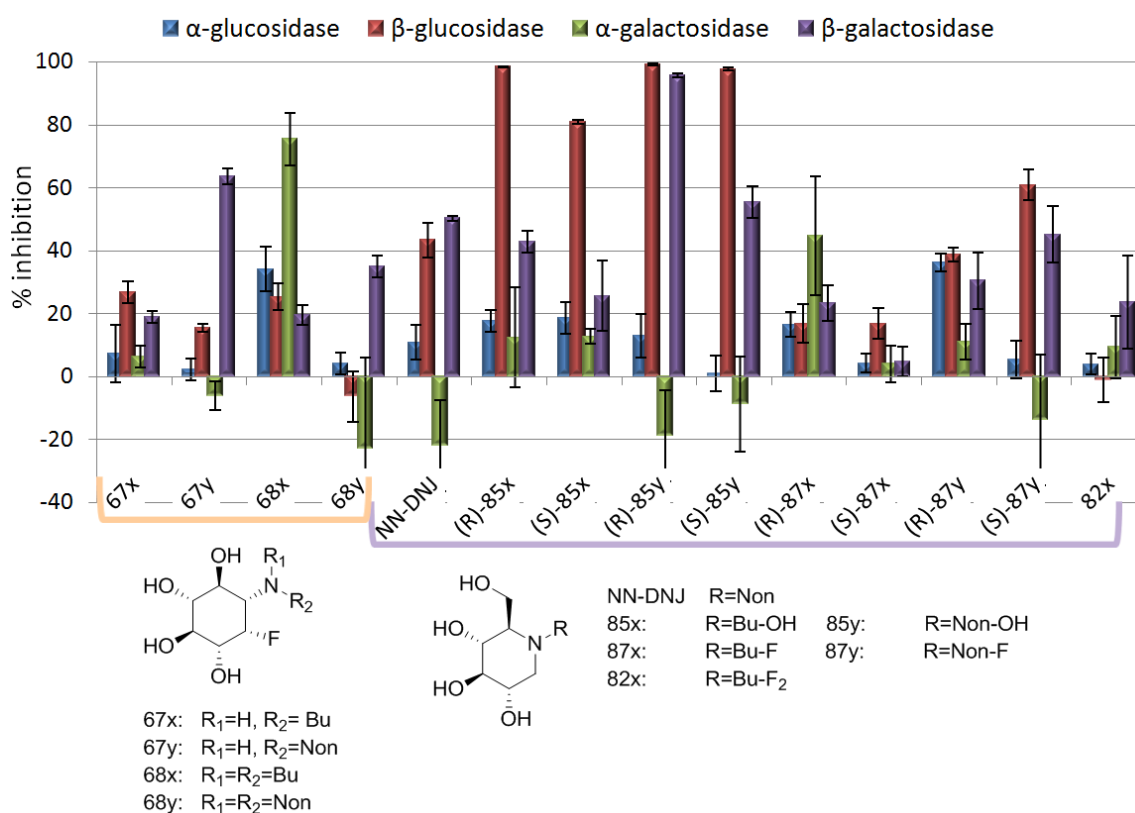 α-glucosidase β-glucosidase α-galactosidase β-galactosidase
% inhibition
100
80
60
40
20
0
-20
-40
67x 67y 68x 68y NN-DNJ (R)-85x (S)-85x (R)-85y (S)-85y (R)-87x (S)-87x (R)-87y (S)-87y 82x
OH R₁
HO N
R₂
HO F
OH
67x: R₁=H, R₂= Bu
67y: R₁=H, R₂=Non
68x: R₁=R₂=Bu
68y: R₁=R₂=Non
HO
HO N R
HO
OH
NN-DNJ R=Non
85x: R=Bu-OH 85y: R=Non-OH
87x: R=Bu-F 87y: R=Non-F
82x: R=Bu-F₂